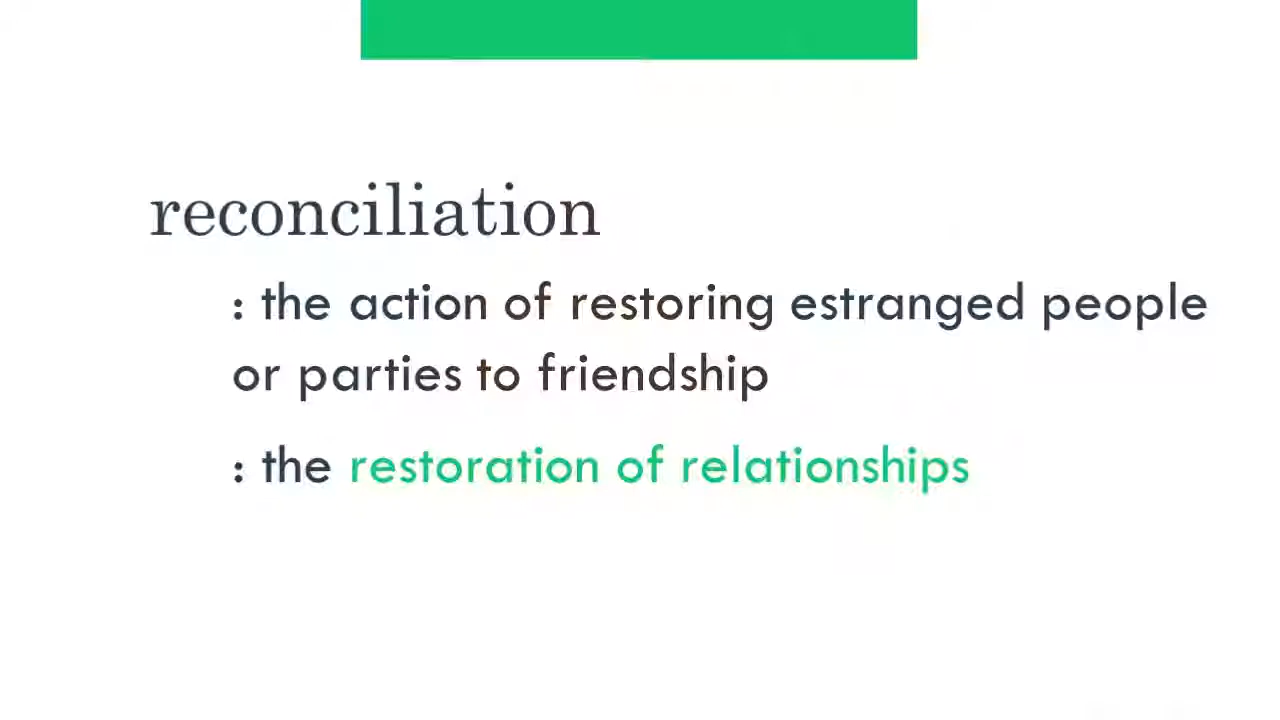 reconciliation
: the action of restoring estranged people
or parties to friendship
: the restoration of relationships